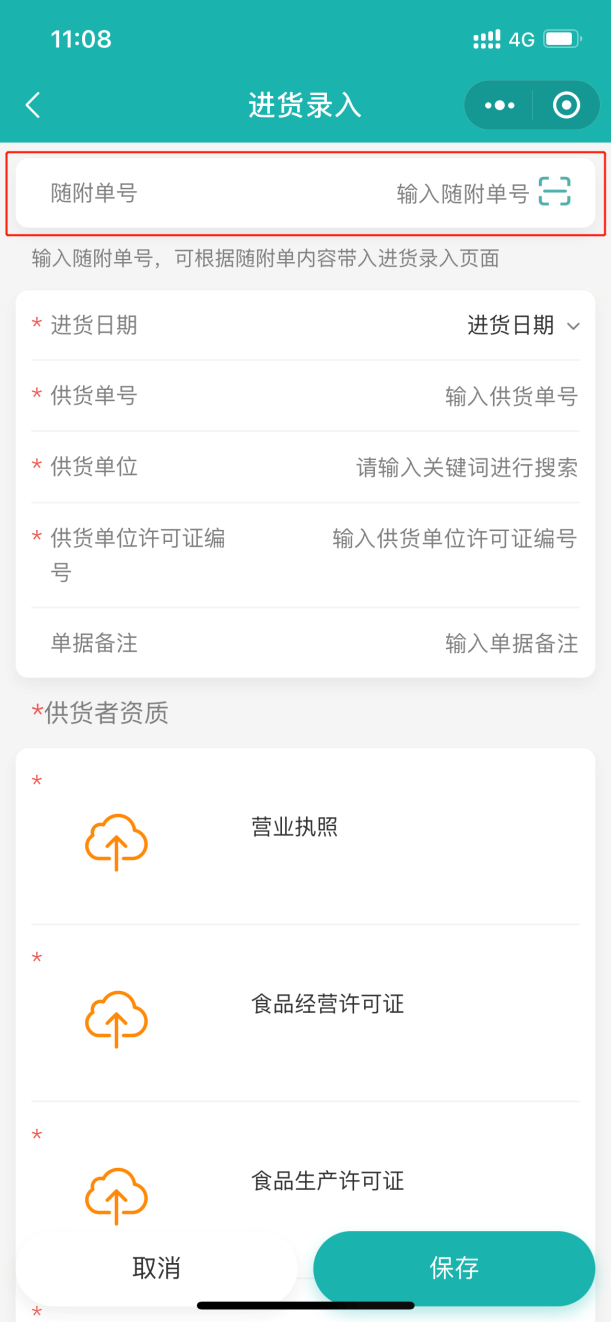 11:08
4G
进货录入
随附单号 输入随附单号
输入随附单号，可根据随附单内容带入进货录入页面
* 进货日期 进货日期
* 供货单号 输入供货单号
* 供货单位 请输入关键词进行搜索
* 供货单位许可证编 输入供货单位许可证编号
号
单据备注 输入单据备注
*供货者资质
*
营业执照
*
食品经营许可证
*
食品生产许可证
取消 保存
*